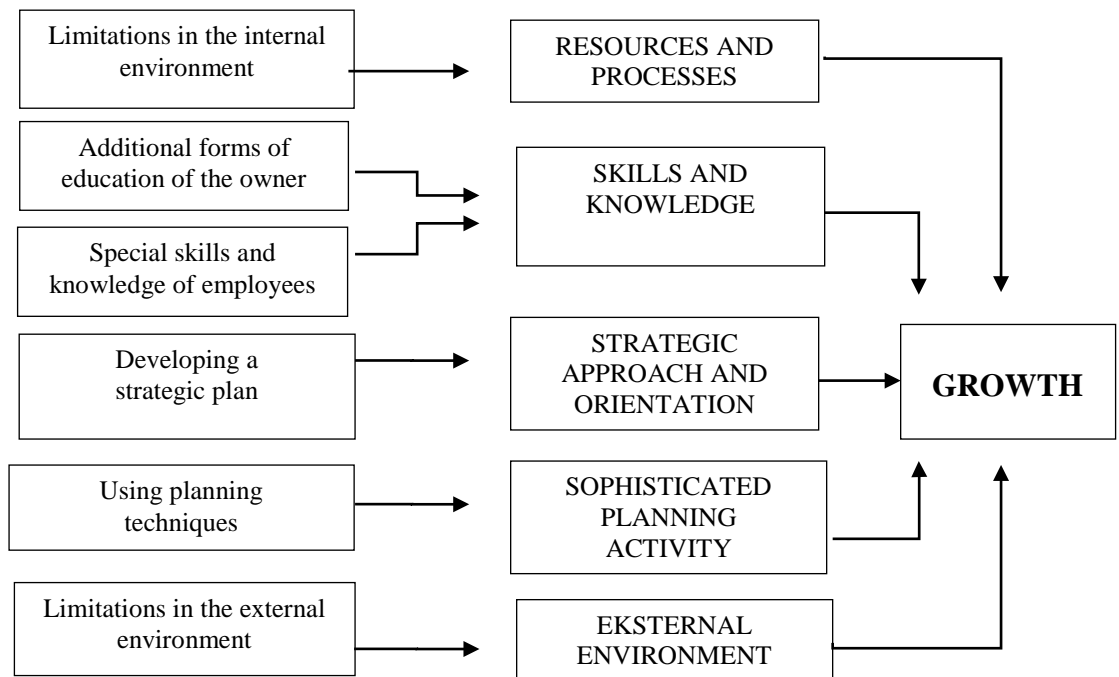 Limitations in the internal
environment
RESOURCES AND
PROCESSES
Additional forms of
education of the owner
SKILLS AND
KNOWLEDGE
Special skills and
knowledge of employees
Developing a
strategic plan
STRATEGIC
APPROACH AND
ORIENTATION
GROWTH
Using planning
techniques
SOPHISTICATED
PLANNING
ACTIVITY
Limitations in the external
environment
EKSTERNAL
ENVIRONMENT